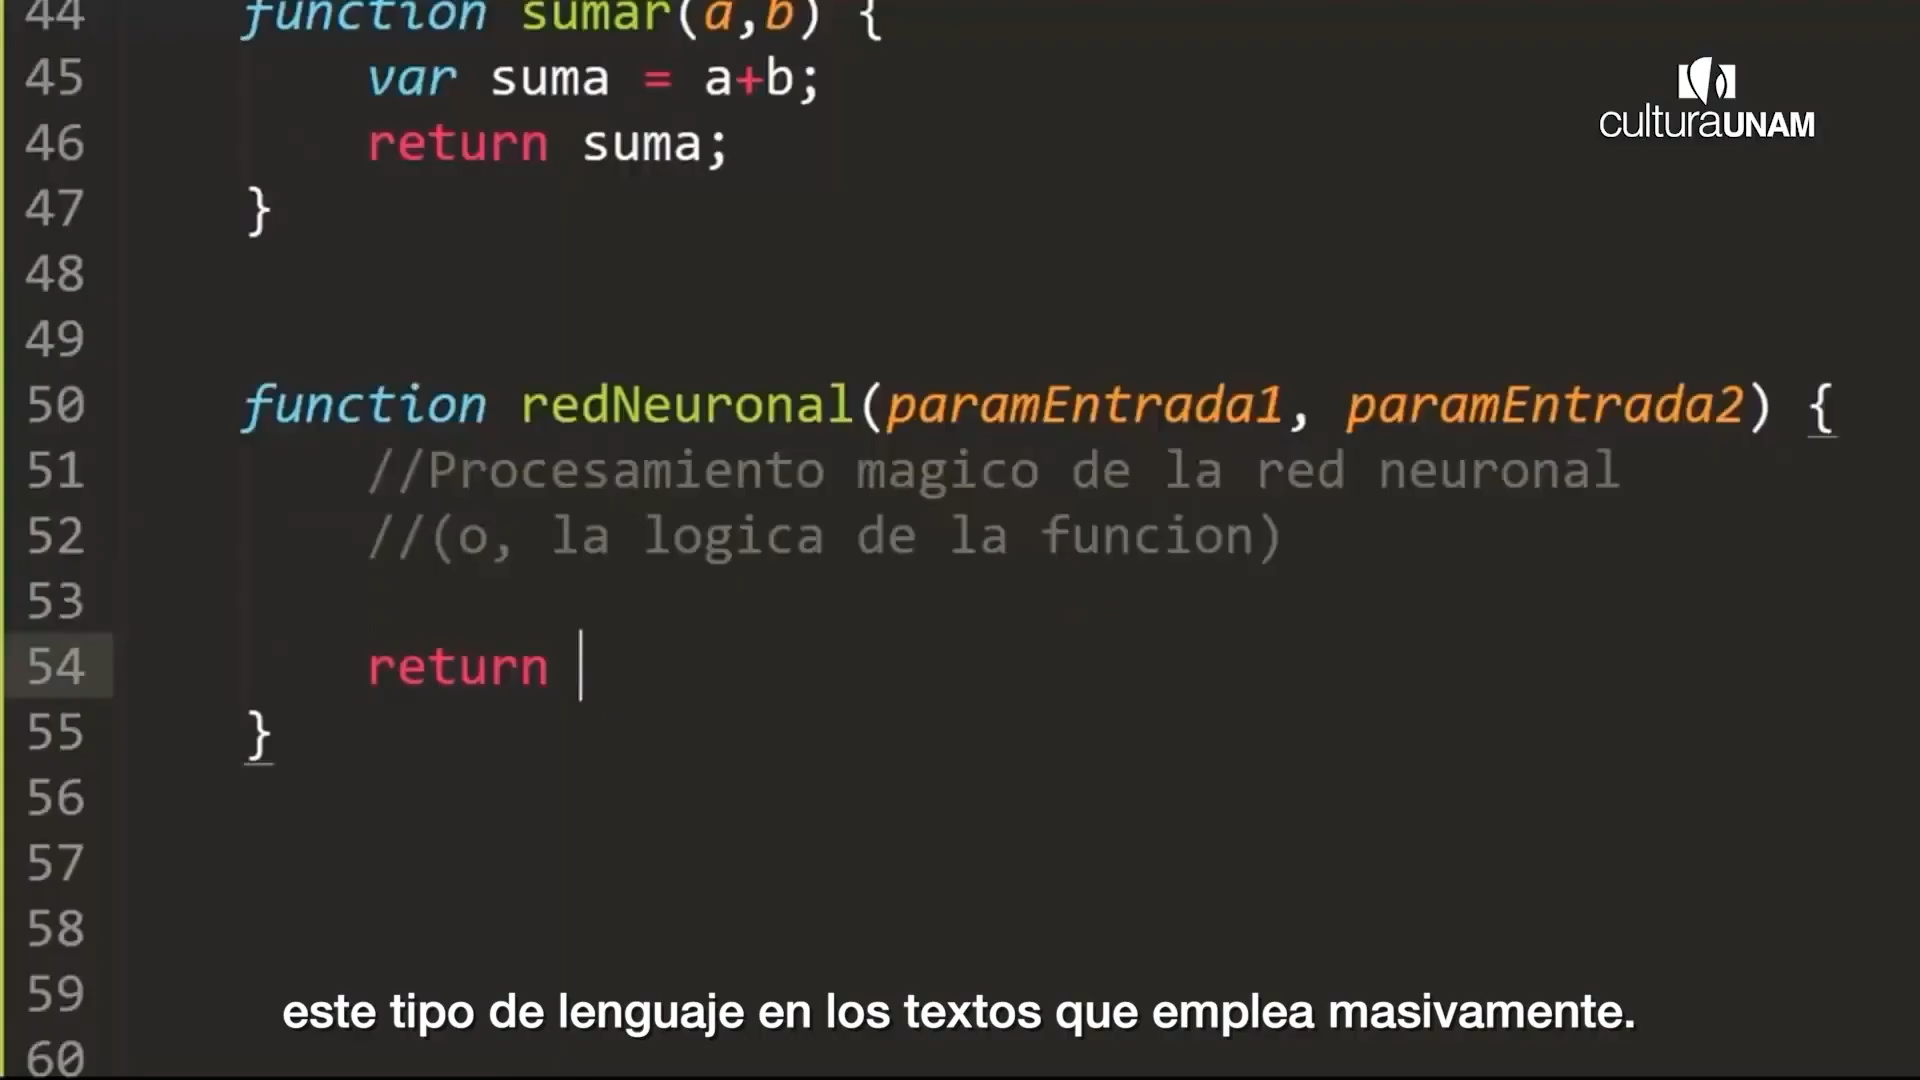 44 function sumar(a,b) {
45 var suma = a+b;
46 return suma;
47 }
48
49
50 function redNeuronal(paramEntrada1, paramEntrada2) {
51 //Procesamiento magico de la red neuronal
52 //(o, la logica de la funcion)
53
54 return
55 }
56
57
58
59
60
culturaUNAM
este tipo de lenguaje en los textos que emplea masivamente.